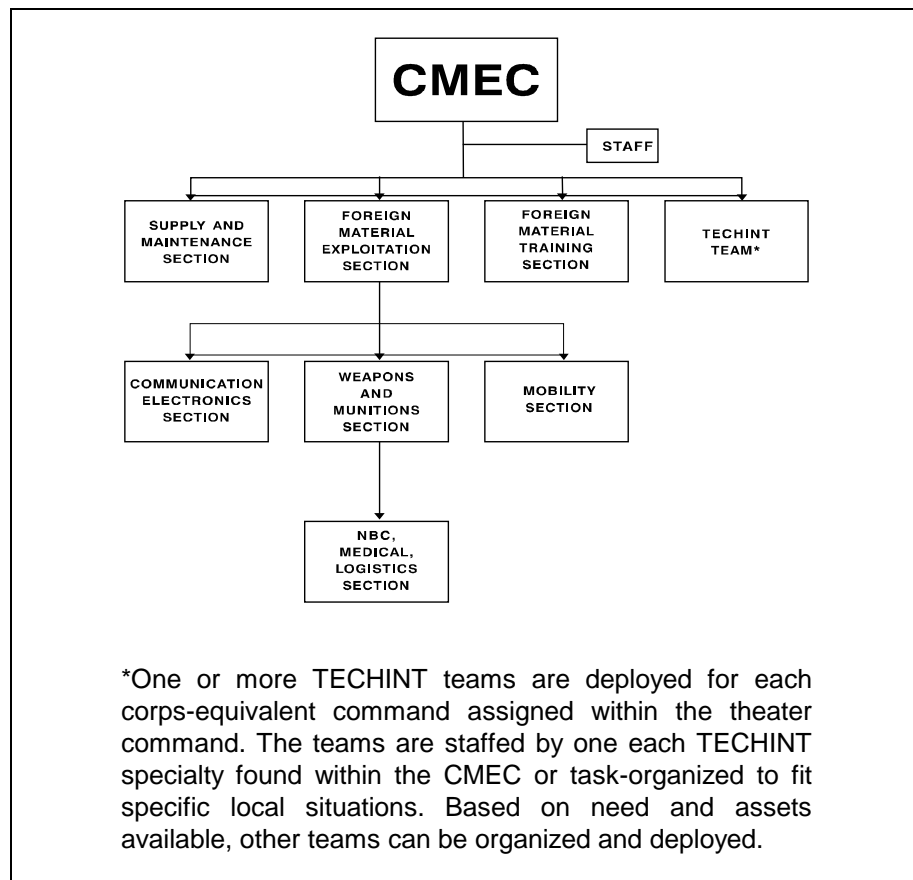 CMEC
STAFF
SUPPLY AND
MAINTENANCE
SECTION
FOREIGN
MATERIAL
EXPLOITATION
SECTION
FOREIGN
MATERIAL
TRAINING
SECTION
TECHINT
TEAM*
COMMUNICATION
ELECTRONICS
SECTION
WEAPONS
AND
MUNITIONS
SECTION
MOBILITY
SECTION
NBC,
MEDICAL,
LOGISTICS
SECTION
*One or more TECHINT teams are deployed for each
corps-equivalent command assigned within the theater
command. The teams are staffed by one each TECHINT
specialty found within the CMEC or task-organized to fit
specific local situations. Based on need and assets
available, other teams can be organized and deployed.